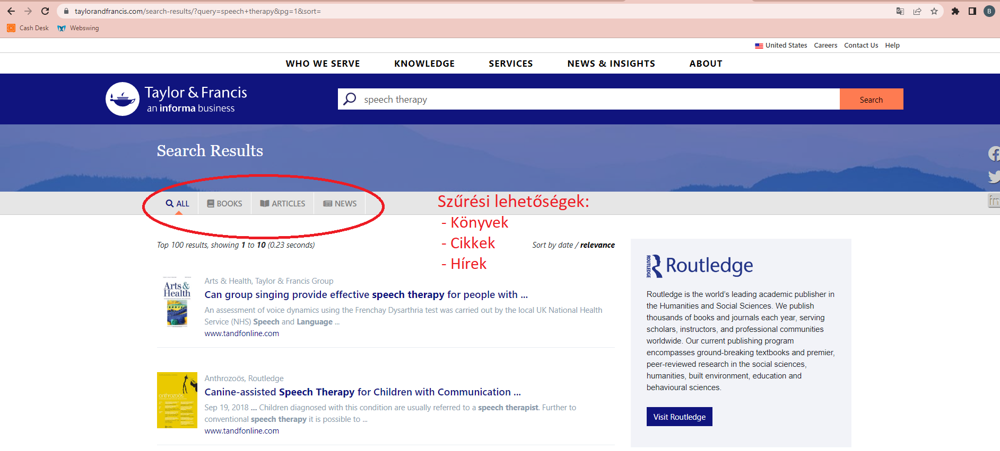 taylorandfrancis.com/search-results/?query=speech+therapy&pg=1&sort=
B
Cash Desk Webswing
United States Careers Contact Us Help
WHO WE SERVE KNOWLEDGE SERVICES NEWS & INSIGHTS ABOUT
Taylor & Francis
an informa business
speech therapy
Search
Search Results
ALL BOOKS ARTICLES NEWS
Szűrési lehetőségek:
- Könyvek
- Cikkek
- Hírek
Top 100 results, showing 1 to 10 (0.23 seconds)
Sort by date / relevance
Arts & Health
Arts & Health, Taylor & Francis Group
Can group singing provide effective speech therapy for people with ...
An assessment of voice dynamics using the Frenchay Dysarthria test was carried out by the local UK National Health
Service (NHS) Speech and Language ...
www.tandfonline.com
anthrozoös
Anthrozoös, Routledge
Canine-assisted Speech Therapy for Children with Communication ...
Sep 19, 2018 ... Children diagnosed with this condition are usually referred to a speech therapist. Further to
conventional speech therapy it is possible to ...
www.tandfonline.com
ROUTLEDGE
Routledge
Routledge is the world’s leading academic publisher in
the Humanities and Social Sciences. We publish
thousands of books and journals each year, serving
scholars, instructors, and professional communities
worldwide. Our current publishing program
encompasses ground-breaking textbooks and premier,
peer-reviewed research in the social sciences,
humanities, built environment, education and
behavioural sciences.
Visit Routledge
in